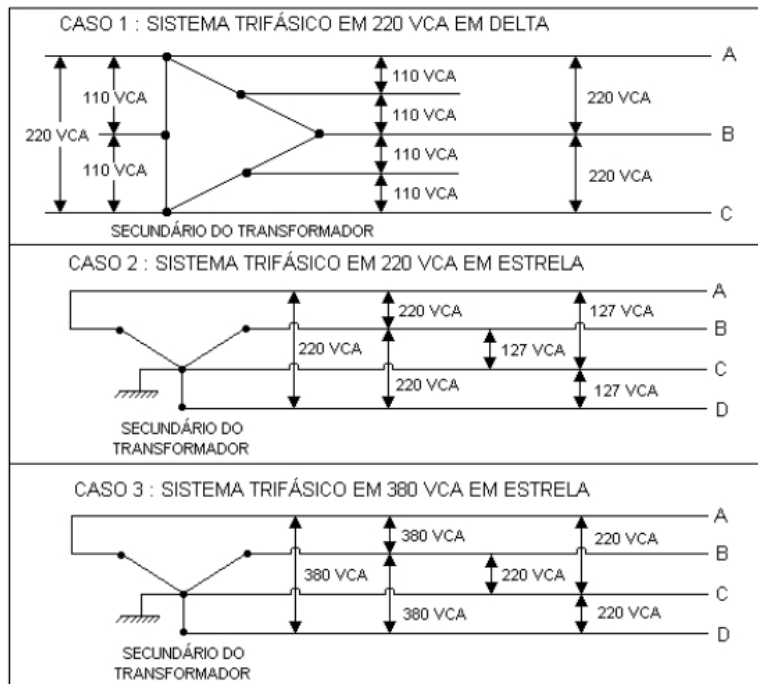 CASO 1 : SISTEMA TRIFÁSICO EM 220 VCA EM DELTA
A
110 VCA
110 VCA
110 VCA
220 VCA
220 VCA
B
110 VCA
110 VCA
220 VCA
110 VCA
C
SECUNDÁRIO DO TRANSFORMADOR
CASO 2 : SISTEMA TRIFÁSICO EM 220 VCA EM ESTRELA
A
220 VCA
127 VCA
B
220 VCA
127 VCA
C
220 VCA
127 VCA
D
SECUNDÁRIO DO
TRANSFORMADOR
CASO 3 : SISTEMA TRIFÁSICO EM 380 VCA EM ESTRELA
A
380 VCA
220 VCA
B
380 VCA
220 VCA
C
380 VCA
220 VCA
D
SECUNDÁRIO DO
TRANSFORMADOR